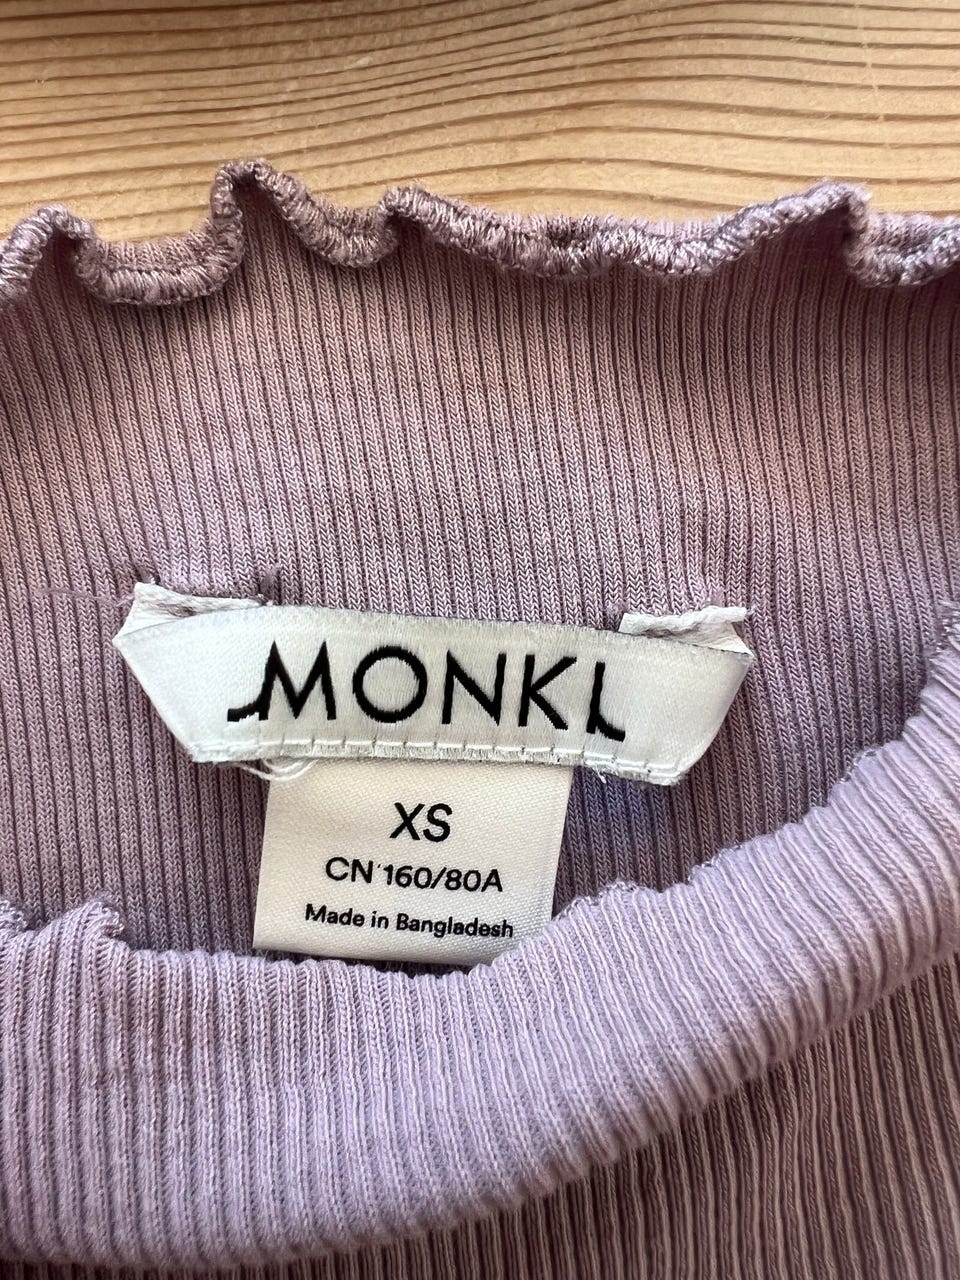 MONKI
XS
CN 160/80A
Made in Bangladesh